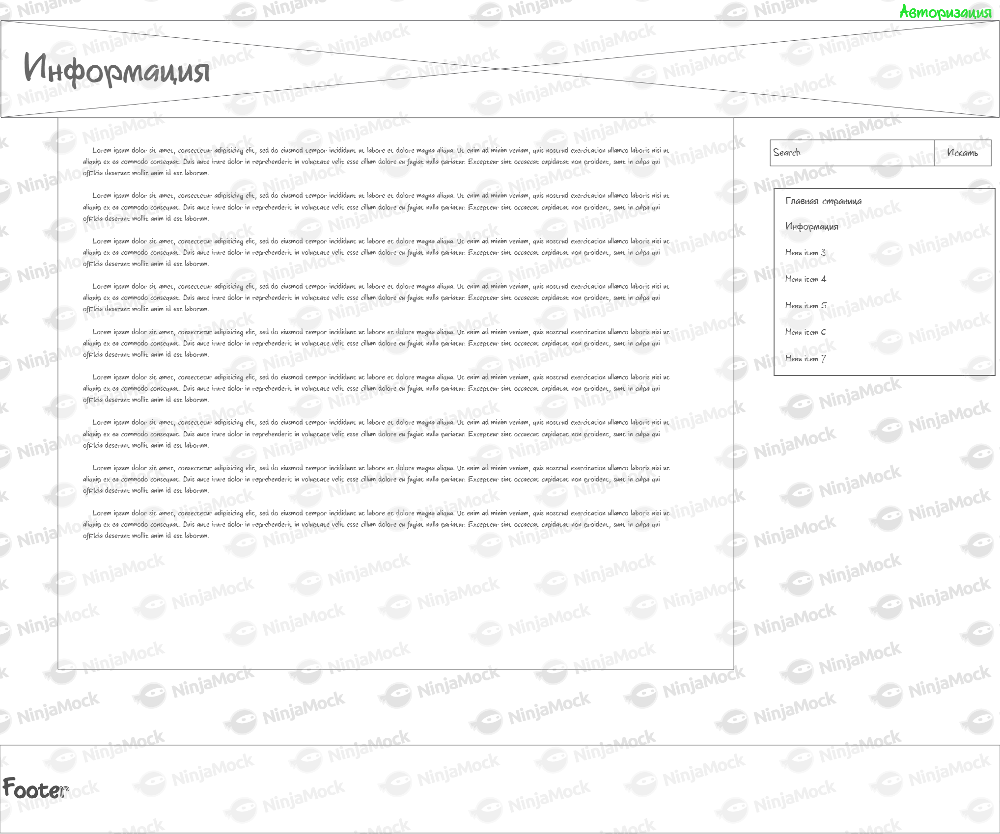 Авторизация
Информация
Lorem ipsum dolor sit amet, consectetur adipisicing elit, sed do eiusmod tempor incididunt ut labore et dolore magna aliqua. Ut enim ad minim veniam, quis nostrud exercitation ullamco laboris nisi ut
aliquip ex ea commodo consequat. Duis aute irure dolor in reprehenderit in voluptate velit esse cillum dolore eu fugiat nulla pariatur. Excepteur sint occaecat cupidatat non proident, sunt in culpa qui
officia deserunt mollit anim id est laborum.
Lorem ipsum dolor sit amet, consectetur adipisicing elit, sed do eiusmod tempor incididunt ut labore et dolore magna aliqua. Ut enim ad minim veniam, quis nostrud exercitation ullamco laboris nisi ut
aliquip ex ea commodo consequat. Duis aute irure dolor in reprehenderit in voluptate velit esse cillum dolore eu fugiat nulla pariatur. Excepteur sint occaecat cupidatat non proident, sunt in culpa qui
officia deserunt mollit anim id est laborum.
Lorem ipsum dolor sit amet, consectetur adipisicing elit, sed do eiusmod tempor incididunt ut labore et dolore magna aliqua. Ut enim ad minim veniam, quis nostrud exercitation ullamco laboris nisi ut
aliquip ex ea commodo consequat. Duis aute irure dolor in reprehenderit in voluptate velit esse cillum dolore eu fugiat nulla pariatur. Excepteur sint occaecat cupidatat non proident, sunt in culpa qui
officia deserunt mollit anim id est laborum.
Lorem ipsum dolor sit amet, consectetur adipisicing elit, sed do eiusmod tempor incididunt ut labore et dolore magna aliqua. Ut enim ad minim veniam, quis nostrud exercitation ullamco laboris nisi ut
aliquip ex ea commodo consequat. Duis aute irure dolor in reprehenderit in voluptate velit esse cillum dolore eu fugiat nulla pariatur. Excepteur sint occaecat cupidatat non proident, sunt in culpa qui
officia deserunt mollit anim id est laborum.
Lorem ipsum dolor sit amet, consectetur adipisicing elit, sed do eiusmod tempor incididunt ut labore et dolore magna aliqua. Ut enim ad minim veniam, quis nostrud exercitation ullamco laboris nisi ut
aliquip ex ea commodo consequat. Duis aute irure dolor in reprehenderit in voluptate velit esse cillum dolore eu fugiat nulla pariatur. Excepteur sint occaecat cupidatat non proident, sunt in culpa qui
officia deserunt mollit anim id est laborum.
Lorem ipsum dolor sit amet, consectetur adipisicing elit, sed do eiusmod tempor incididunt ut labore et dolore magna aliqua. Ut enim ad minim veniam, quis nostrud exercitation ullamco laboris nisi ut
aliquip ex ea commodo consequat. Duis aute irure dolor in reprehenderit in voluptate velit esse cillum dolore eu fugiat nulla pariatur. Excepteur sint occaecat cupidatat non proident, sunt in culpa qui
officia deserunt mollit anim id est laborum.
Lorem ipsum dolor sit amet, consectetur adipisicing elit, sed do eiusmod tempor incididunt ut labore et dolore magna aliqua. Ut enim ad minim veniam, quis nostrud exercitation ullamco laboris nisi ut
aliquip ex ea commodo consequat. Duis aute irure dolor in reprehenderit in voluptate velit esse cillum dolore eu fugiat nulla pariatur. Excepteur sint occaecat cupidatat non proident, sunt in culpa qui
officia deserunt mollit anim id est laborum.
Lorem ipsum dolor sit amet, consectetur adipisicing elit, sed do eiusmod tempor incididunt ut labore et dolore magna aliqua. Ut enim ad minim veniam, quis nostrud exercitation ullamco laboris nisi ut
aliquip ex ea commodo consequat. Duis aute irure dolor in reprehenderit in voluptate velit esse cillum dolore eu fugiat nulla pariatur. Excepteur sint occaecat cupidatat non proident, sunt in culpa qui
officia deserunt mollit anim id est laborum.
Lorem ipsum dolor sit amet, consectetur adipisicing elit, sed do eiusmod tempor incididunt ut labore et dolore magna aliqua. Ut enim ad minim veniam, quis nostrud exercitation ullamco laboris nisi ut
aliquip ex ea commodo consequat. Duis aute irure dolor in reprehenderit in voluptate velit esse cillum dolore eu fugiat nulla pariatur. Excepteur sint occaecat cupidatat non proident, sunt in culpa qui
officia deserunt mollit anim id est laborum.
Search Искать
Главная страница
Информация
Menu item 3
Menu item 4
Menu item 5
Menu item 6
Menu item 7
Footer
NinjaMock